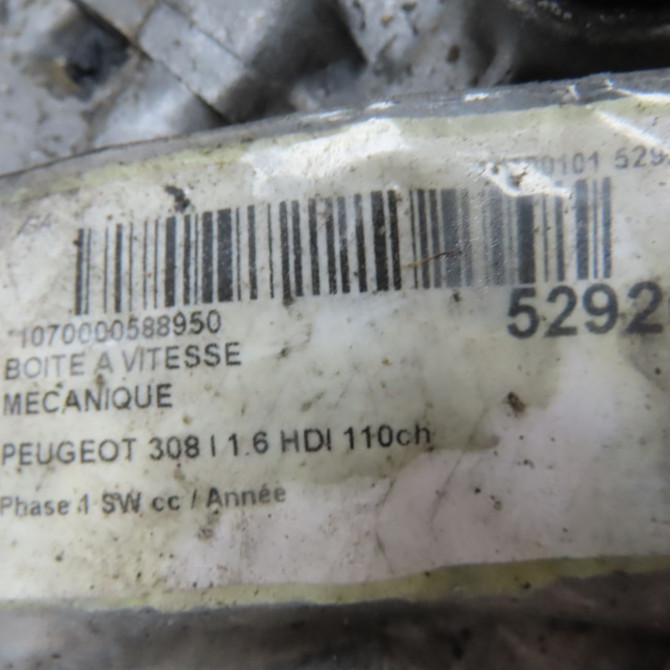 5292
1070000588950
BOITE A VITESSE
MECANIQUE
PEUGEOT 308 I 1.6 HDI 110ch
Phase 1 SW cc / Année